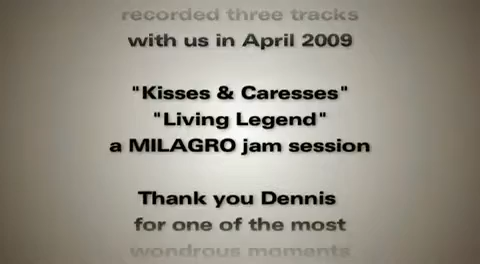 recorded three tracks
with us in April 2009
"Kisses & Caresses"
"Living Legend"
a MILAGRO jam session
Thank you Dennis
for one of the most
wondrous moments